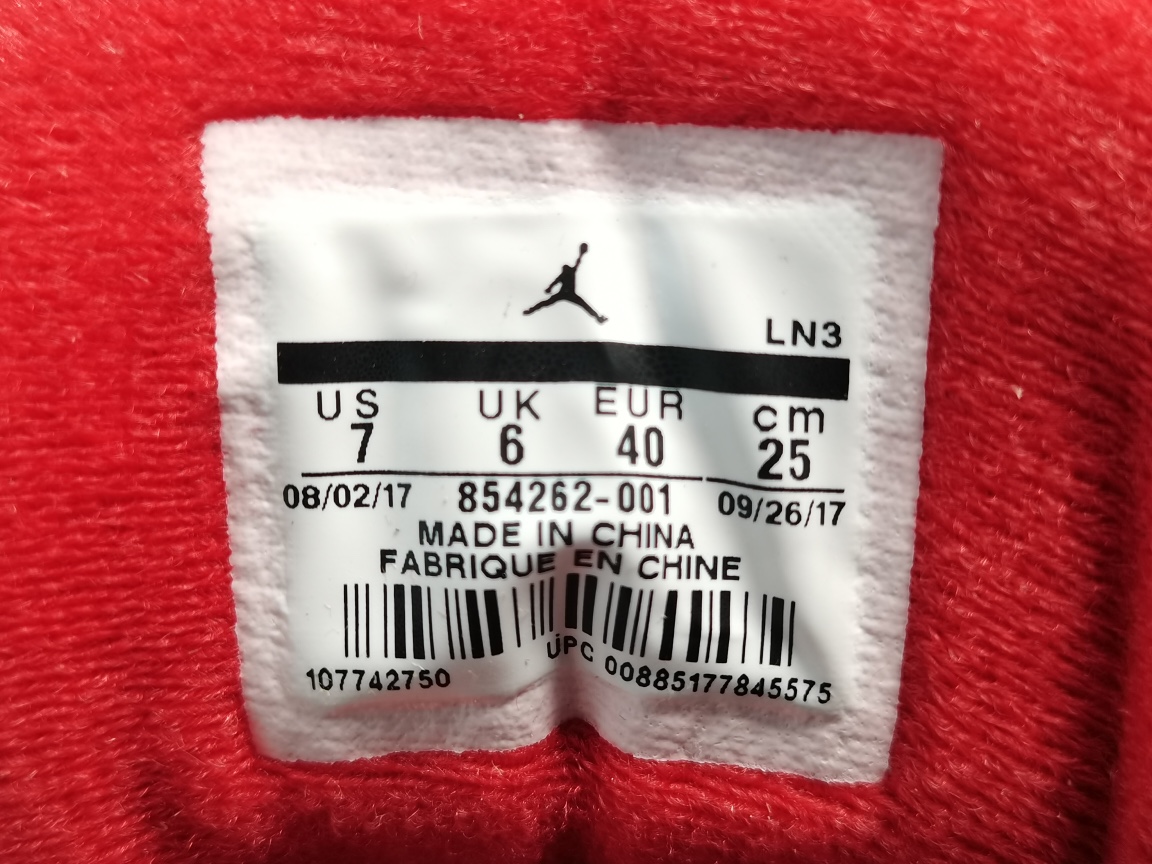 LN3
US UK EUR cm
7 6 40 25
08/02/17 854262-001 09/26/17
MADE IN CHINA
FABRIQUE EN CHINE
107742750 UPC 00885177845575